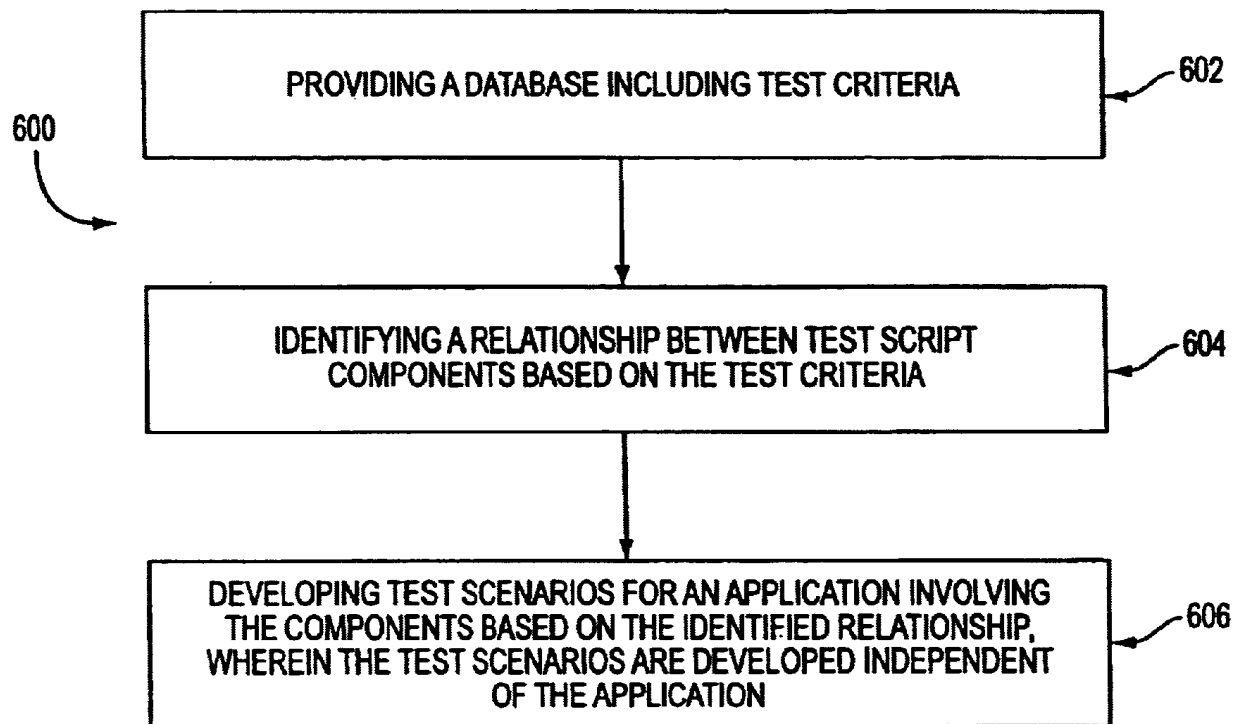 PROVIDING A DATABASE INCLUDING TEST CRITERIA
602
600
IDENTIFYING A RELATIONSHIP BETWEEN TEST SCRIPT
COMPONENTS BASED ON THE TEST CRITERIA
604
DEVELOPING TEST SCENARIOS FOR AN APPLICATION INVOLVING
THE COMPONENTS BASED ON THE IDENTIFIED RELATIONSHIP,
WHEREIN THE TEST SCENARIOS ARE DEVELOPED INDEPENDENT
OF THE APPLICATION
606